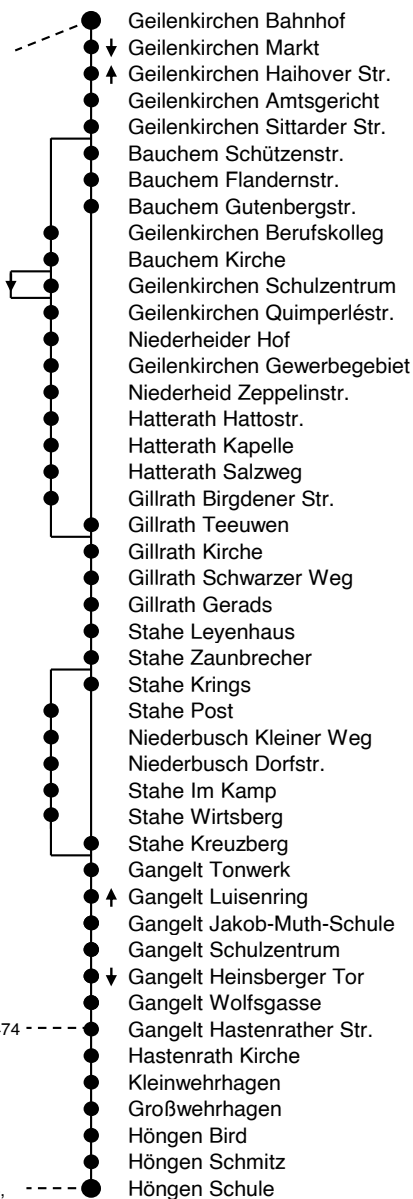 Geilenkirchen Bahnhof
Geilenkirchen Markt
Geilenkirchen Haihover Str.
Geilenkirchen Amtsgericht
Geilenkirchen Sittarder Str.
Bauchem Schützenstr.
Bauchem Flandernstr.
Bauchem Gutenbergstr.
Geilenkirchen Berufskolleg
Bauchem Kirche
Geilenkirchen Schulzentrum
Geilenkirchen Quimperléstr.
Niederheider Hof
Geilenkirchen Gewerbegebiet
Niederheid Zeppelinstr.
Hatterath Hattostr.
Hatterath Kapelle
Hatterath Salzweg
Gillrath Birgdener Str.
Gillrath Teeuwen
Gillrath Kirche
Gillrath Schwarzer Weg
Gillrath Gerads
Stahe Leyenhaus
Stahe Zaunbrecher
Stahe Krings
Stahe Post
Niederbusch Kleiner Weg
Niederbusch Dorfstr.
Stahe Im Kamp
Stahe Wirtsberg
Stahe Kreuzberg
Gangelt Tonwerk
Gangelt Luisenring
Gangelt Jakob-Muth-Schule
Gangelt Schulzentrum
Gangelt Heinsberger Tor
Gangelt Wolfsgasse
74 Gangelt Hastenrather Str.
Hastenrath Kirche
Kleinwehrhagen
Großwehrhagen
Höngen Bird
Höngen Schmitz
, Höngen Schule